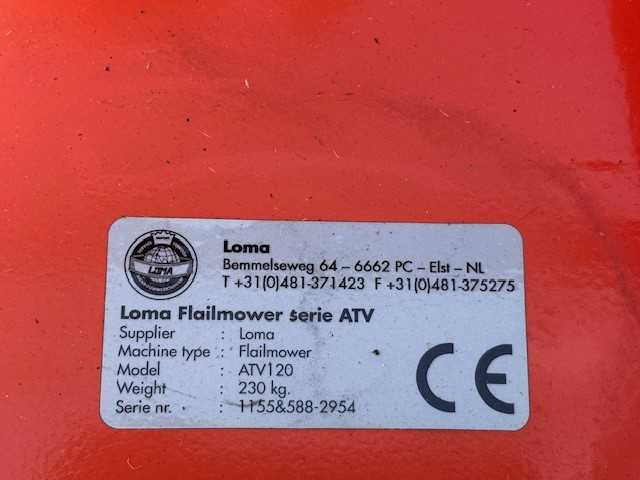 LOMA
Loma
Bemmelseweg 64 – 6662 PC – Elst – NL
T +31(0)481-371423 F +31(0)481-375275
Loma Flailmower serie ATV
Supplier : Loma
Machine type : Flailmower
Model : ATV120
Weight : 230 kg.
Serie nr. : 1155&588-2954
CE